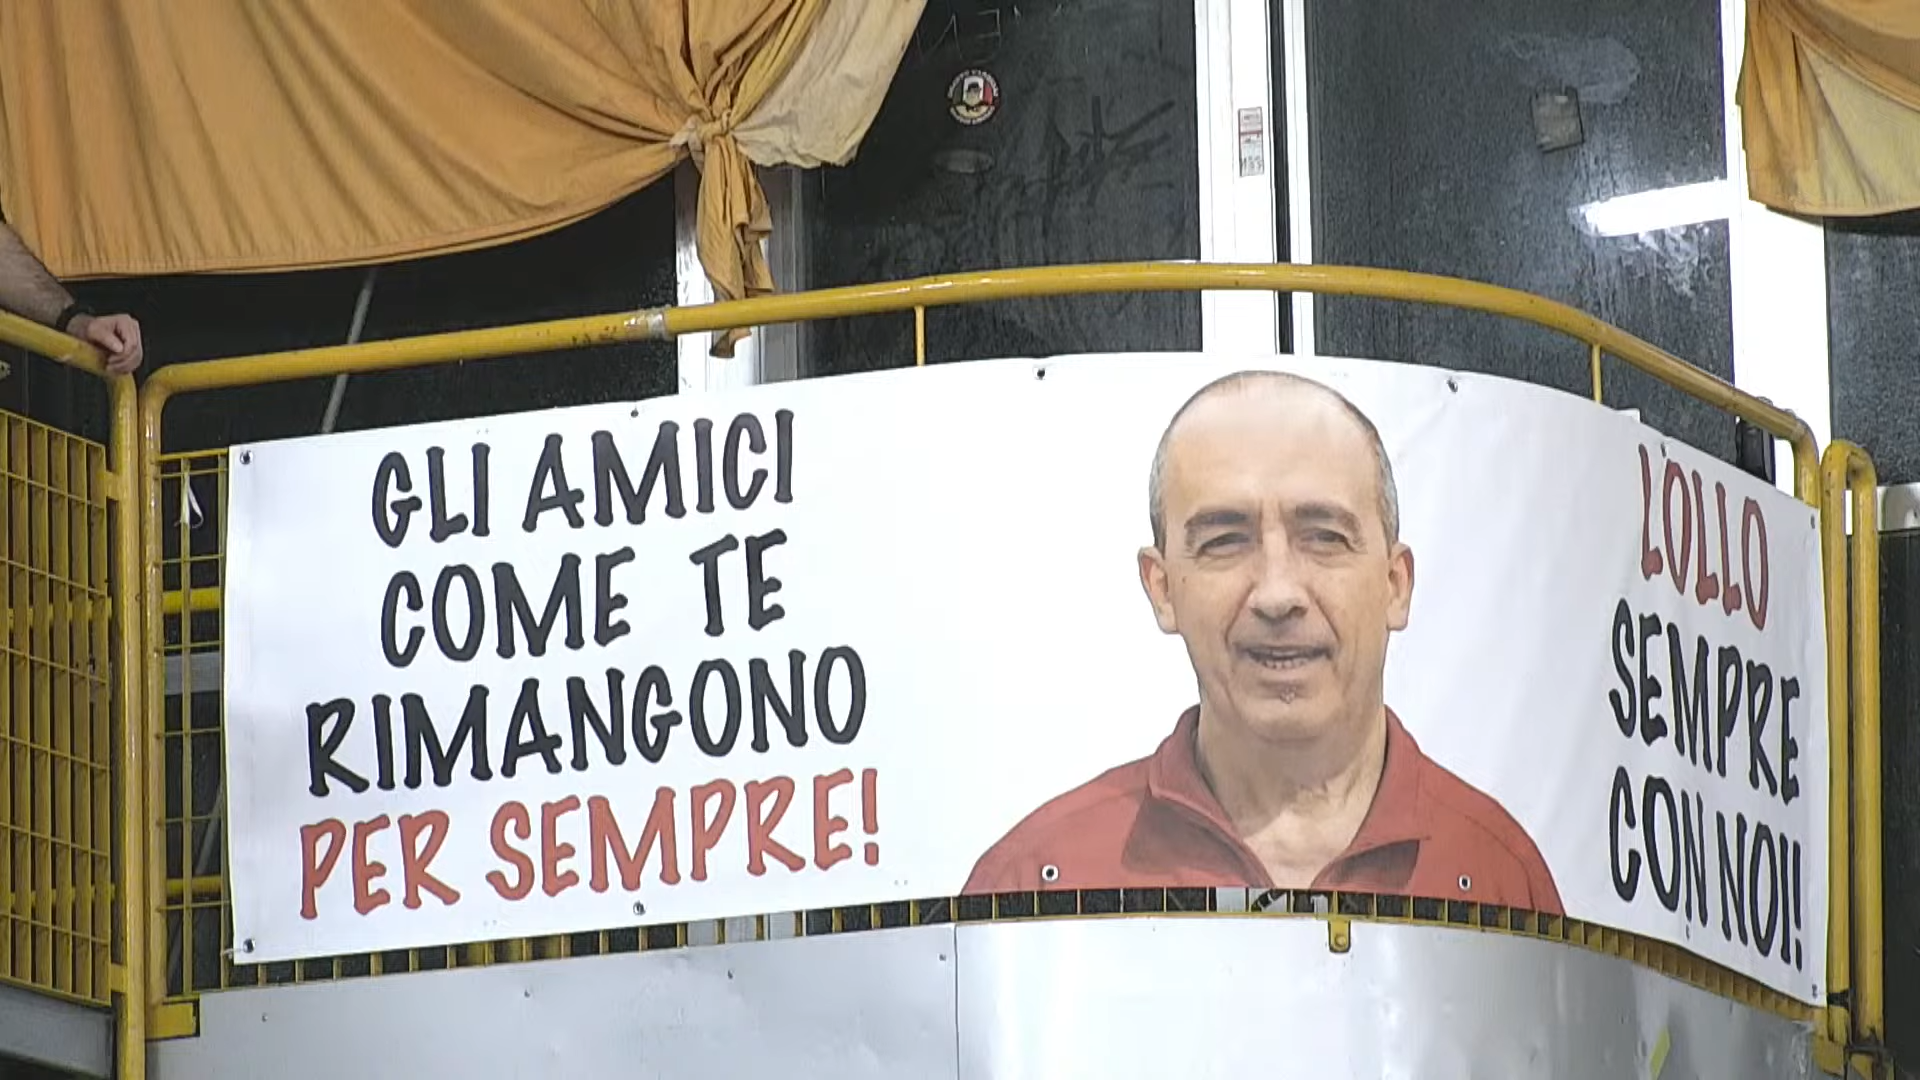 GLI AMICI
COME TE
RIMANGONO
PER SEMPRE!
LOLLO
SEMPRE
CON NOI!